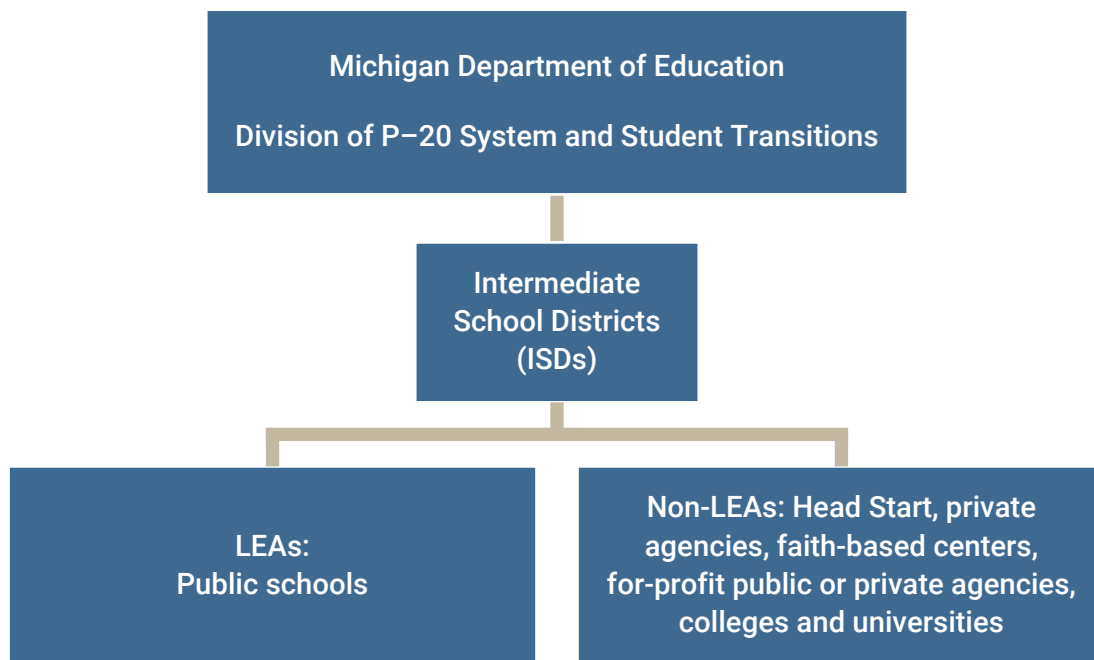 Michigan Department of Education
Division of P–20 System and Student Transitions
Intermediate
School Districts
(ISDs)
LEAs:
Public schools
Non-LEAs: Head Start, private
agencies, faith-based centers,
for-profit public or private agencies,
colleges and universities